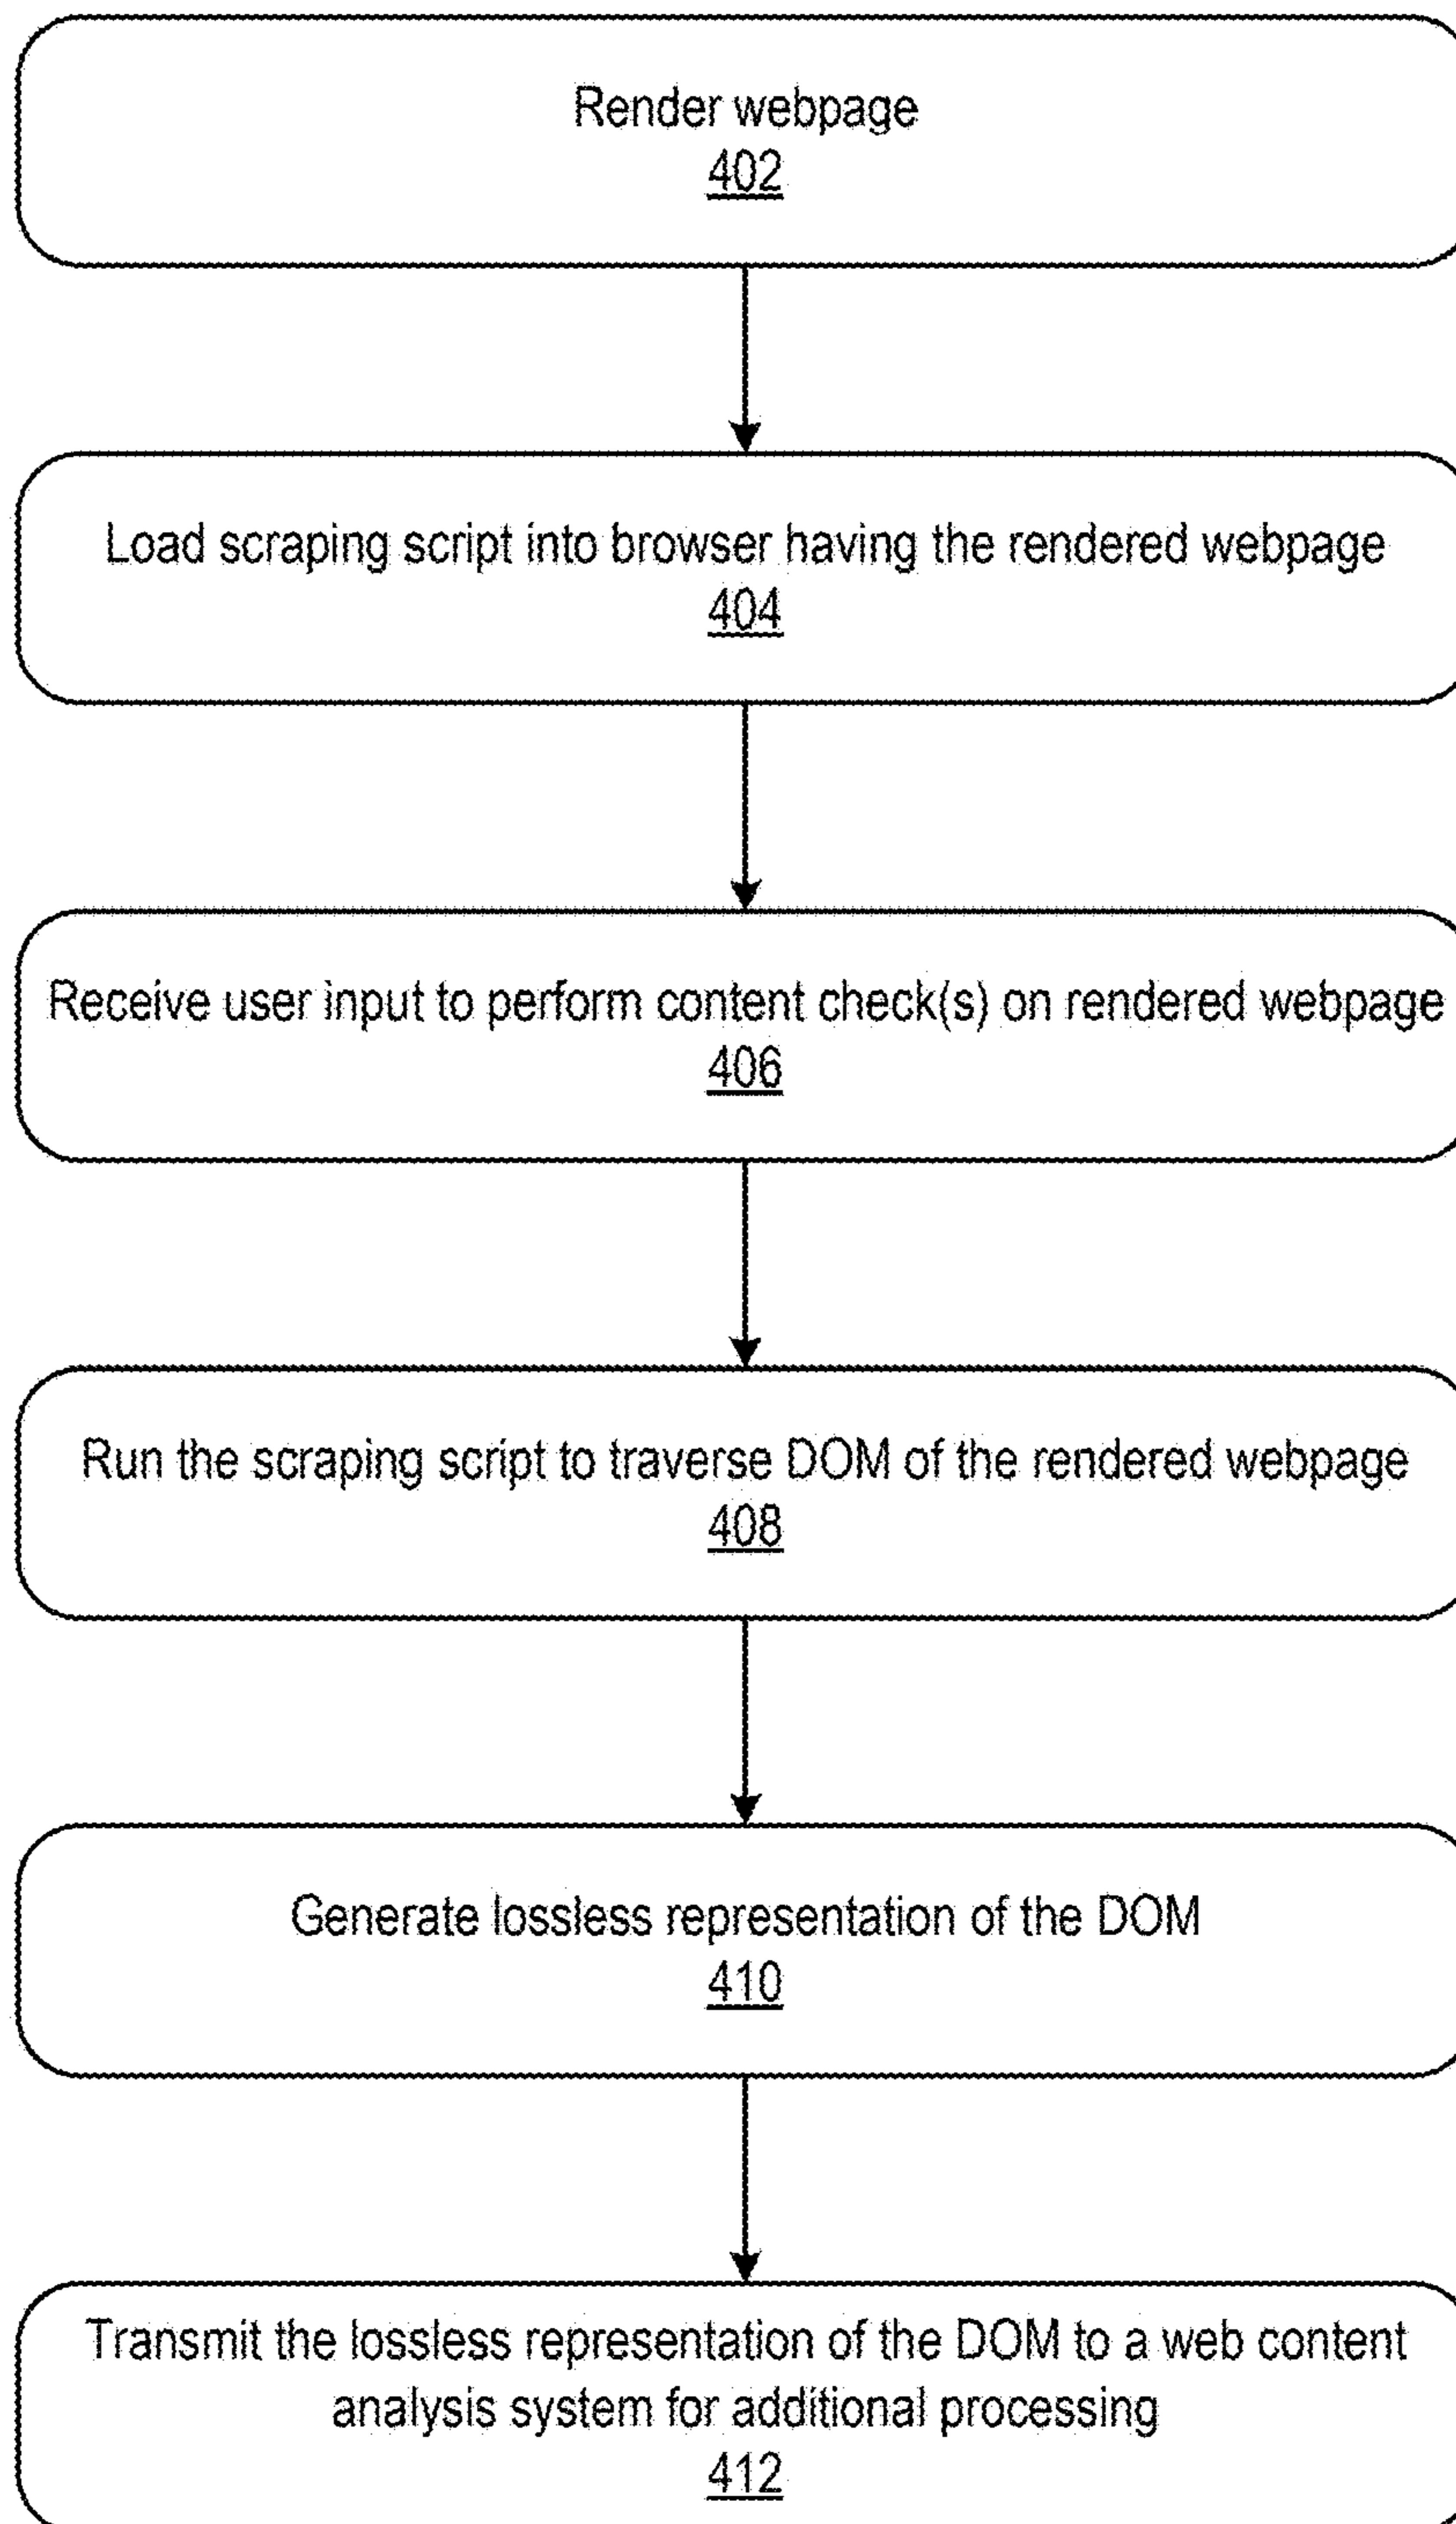 Render webpage
402
Load scraping script into browser having the rendered webpage
404
Receive user input to perform content check(s) on rendered webpage
406
Run the scraping script to traverse DOM of the rendered webpage
408
Generate lossless representation of the DOM
410
Transmit the lossless representation of the DOM to a web content
analysis system for additional processing
412